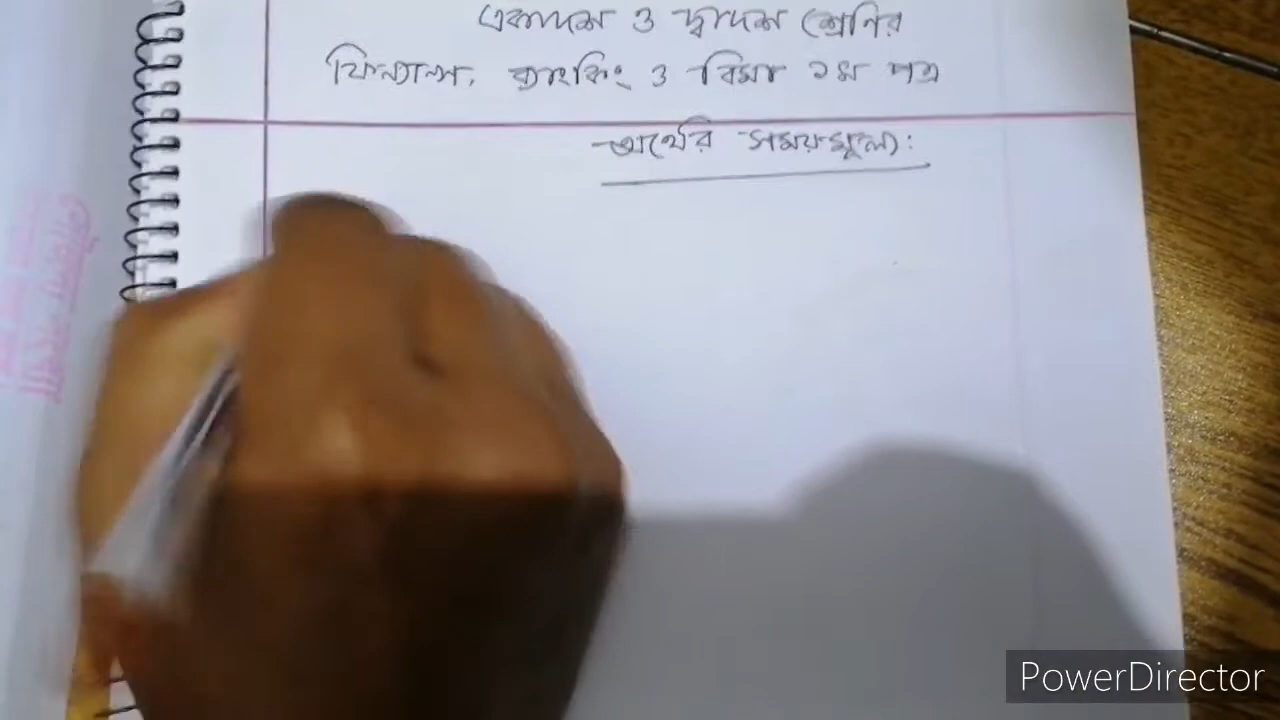 একাদশ ও দ্বাদশ শ্রেণির
ফিন্যান্স, ব্যাংকিং ও বিমা ১ম পত্র
অর্থের সময়মূল্য:
PowerDirector